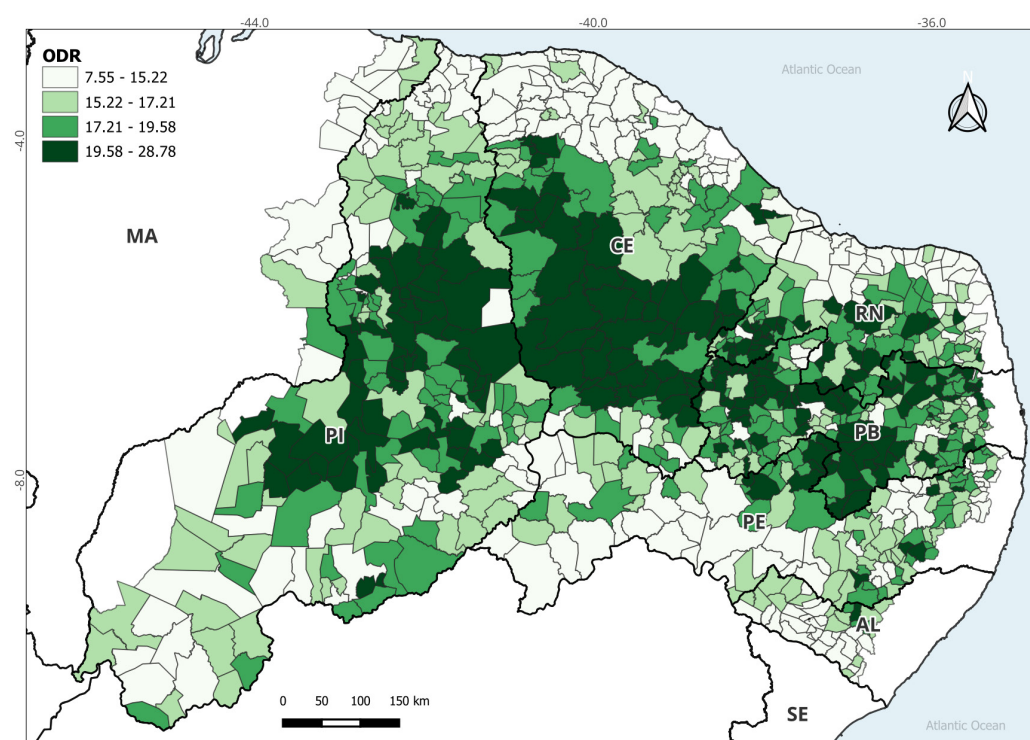 -44.0
-40.0
-36.0
ODR
7.55 - 15.22
15.22 - 17.21
17.21 - 19.58
19.58 - 28.78
Atlantic Ocean
N
-4.0
MA
CE
RN
PI
PB
-8.0
PE
AL
0 50 100 150 km
SE
Atlantic Ocean